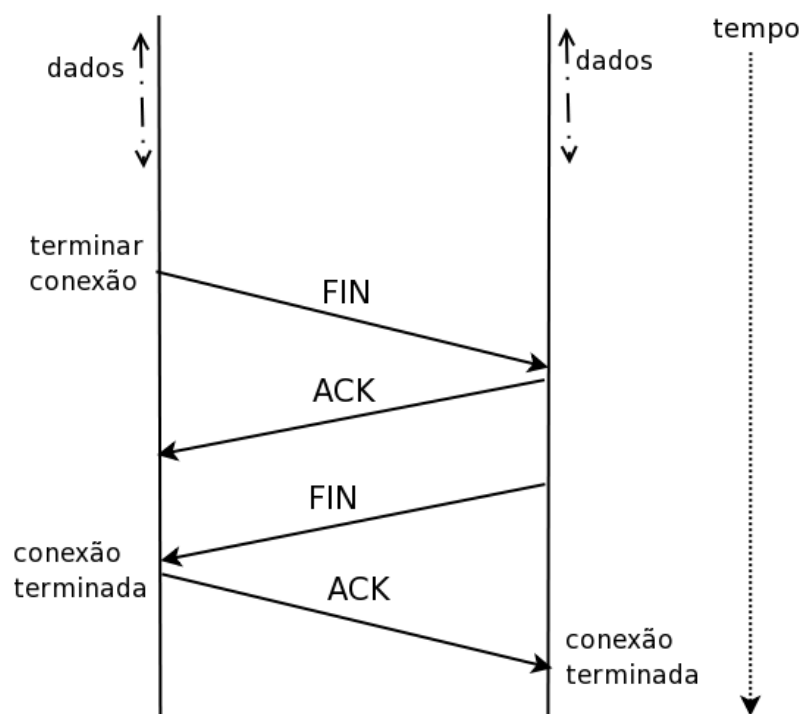 tempo
dados
dados
terminar
conexão
FIN
ACK
FIN
conexão
terminada
ACK
conexão
terminada